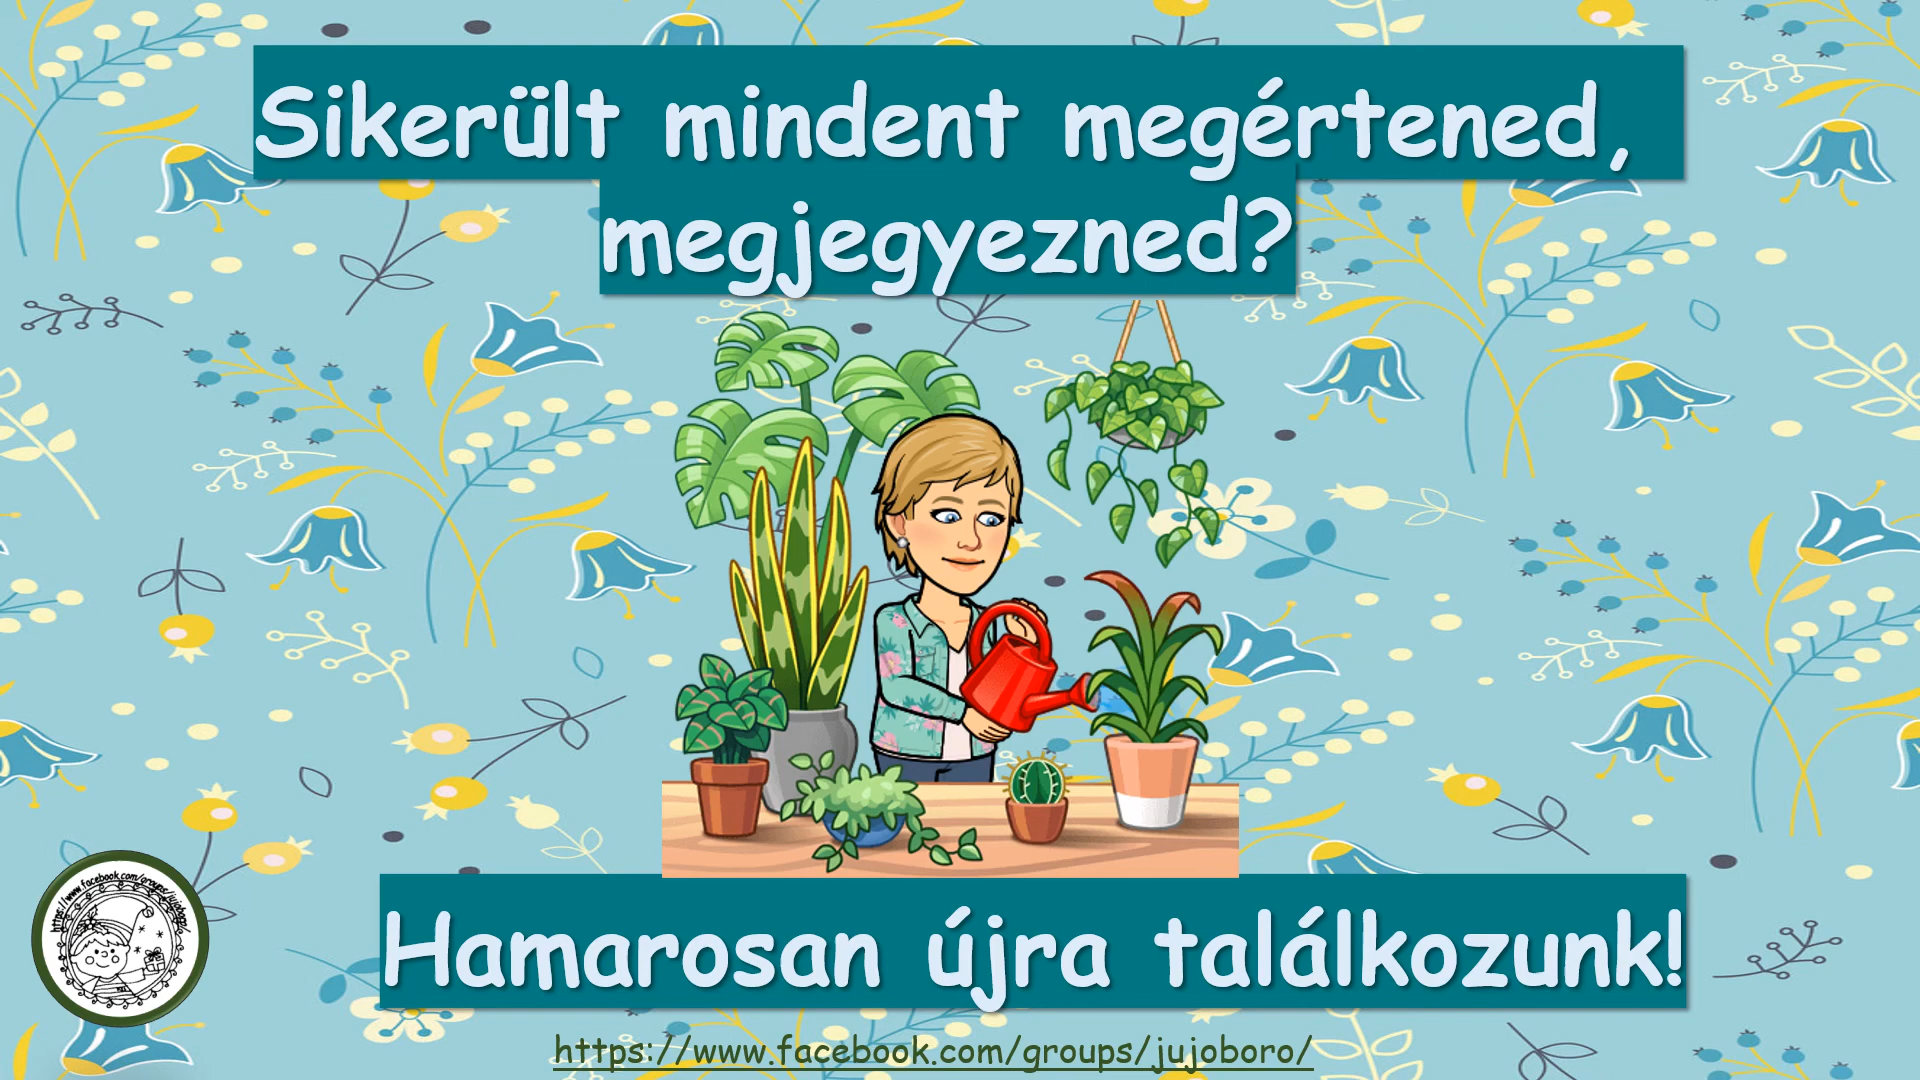 Sikerült mindent megértened,
megjegyezned?
Hamarosan újra találkozunk!
https://www.facebook.com/groups/jujoboro/